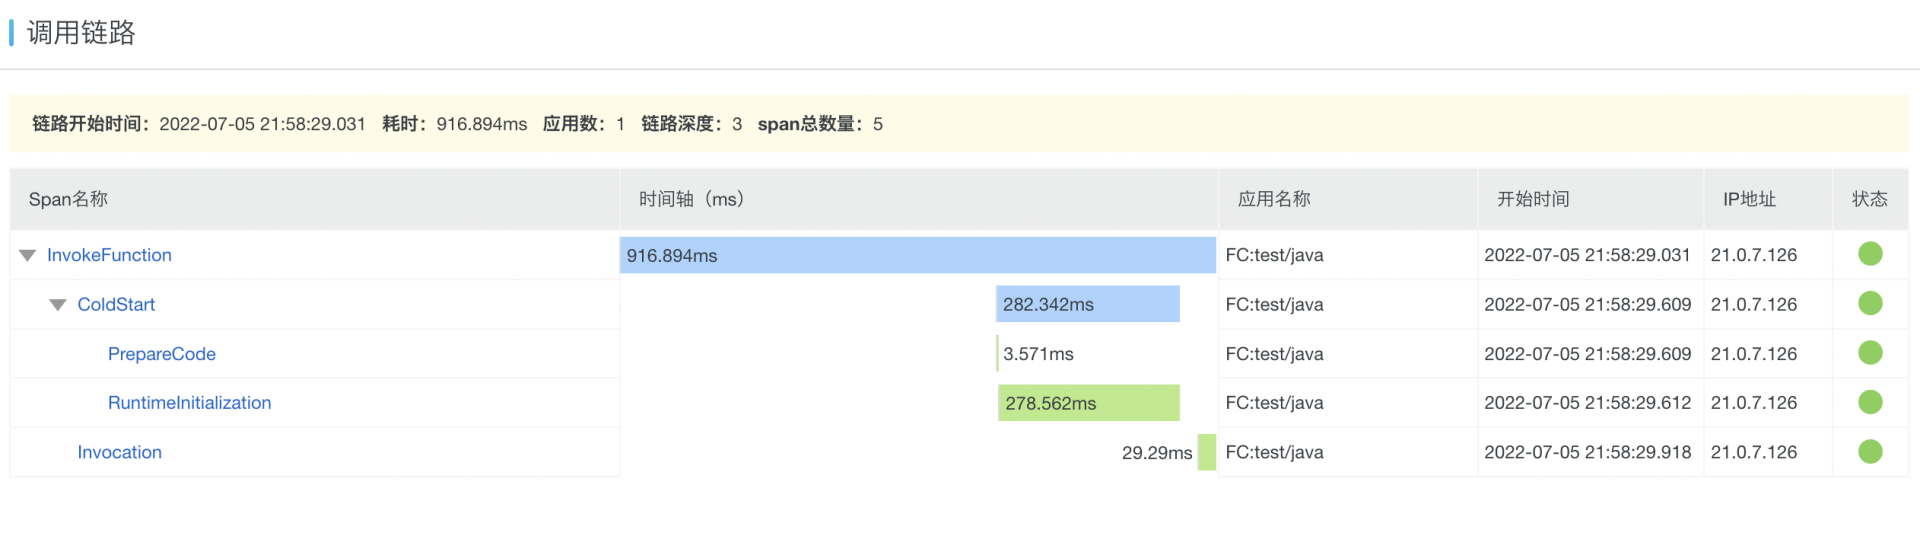 调用链路
链路开始时间：2022-07-05 21:58:29.031 耗时：916.894ms 应用数：1 链路深度：3 span总数量：5
Span名称 时间轴（ms） 应用名称 开始时间 IP地址 状态
InvokeFunction 916.894ms FC:test/java 2022-07-05 21:58:29.031 21.0.7.126
ColdStart 282.342ms FC:test/java 2022-07-05 21:58:29.609 21.0.7.126
PrepareCode 3.571ms FC:test/java 2022-07-05 21:58:29.609 21.0.7.126
RuntimeInitialization 278.562ms FC:test/java 2022-07-05 21:58:29.612 21.0.7.126
Invocation 29.29ms FC:test/java 2022-07-05 21:58:29.918 21.0.7.126